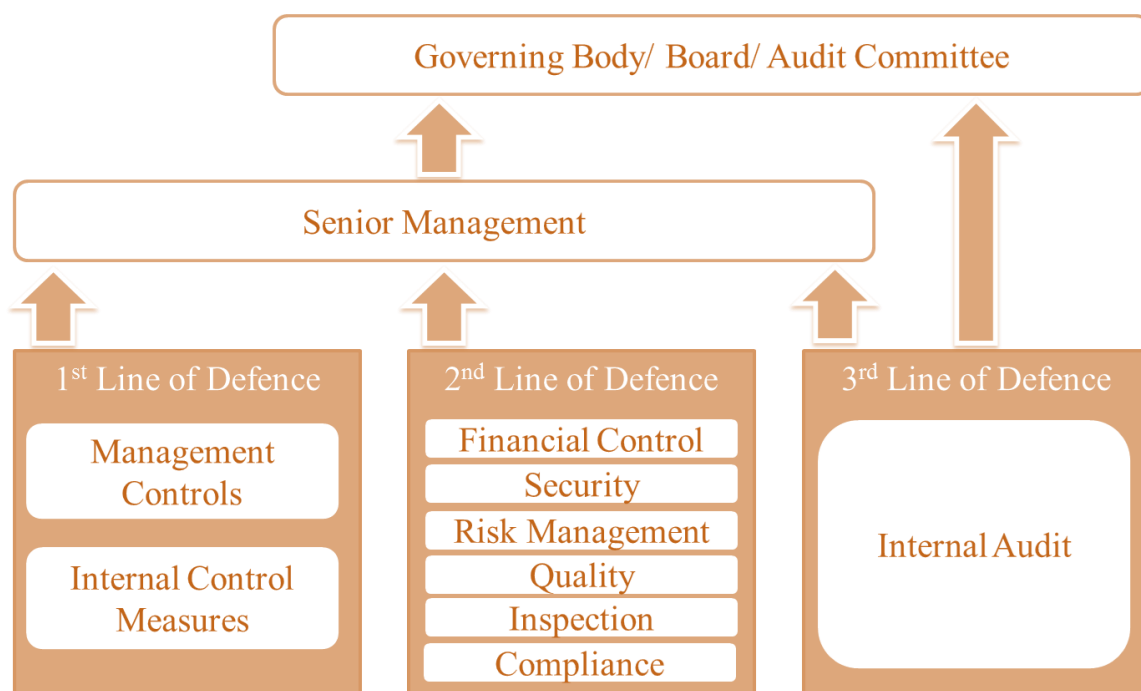 Governing Body/ Board/ Audit Committee
Senior Management
1st Line of Defence
Management
Controls
Internal Control
Measures
2nd Line of Defence
Financial Control
Security
Risk Management
Quality
Inspection
Compliance
3rd Line of Defence
Internal Audit